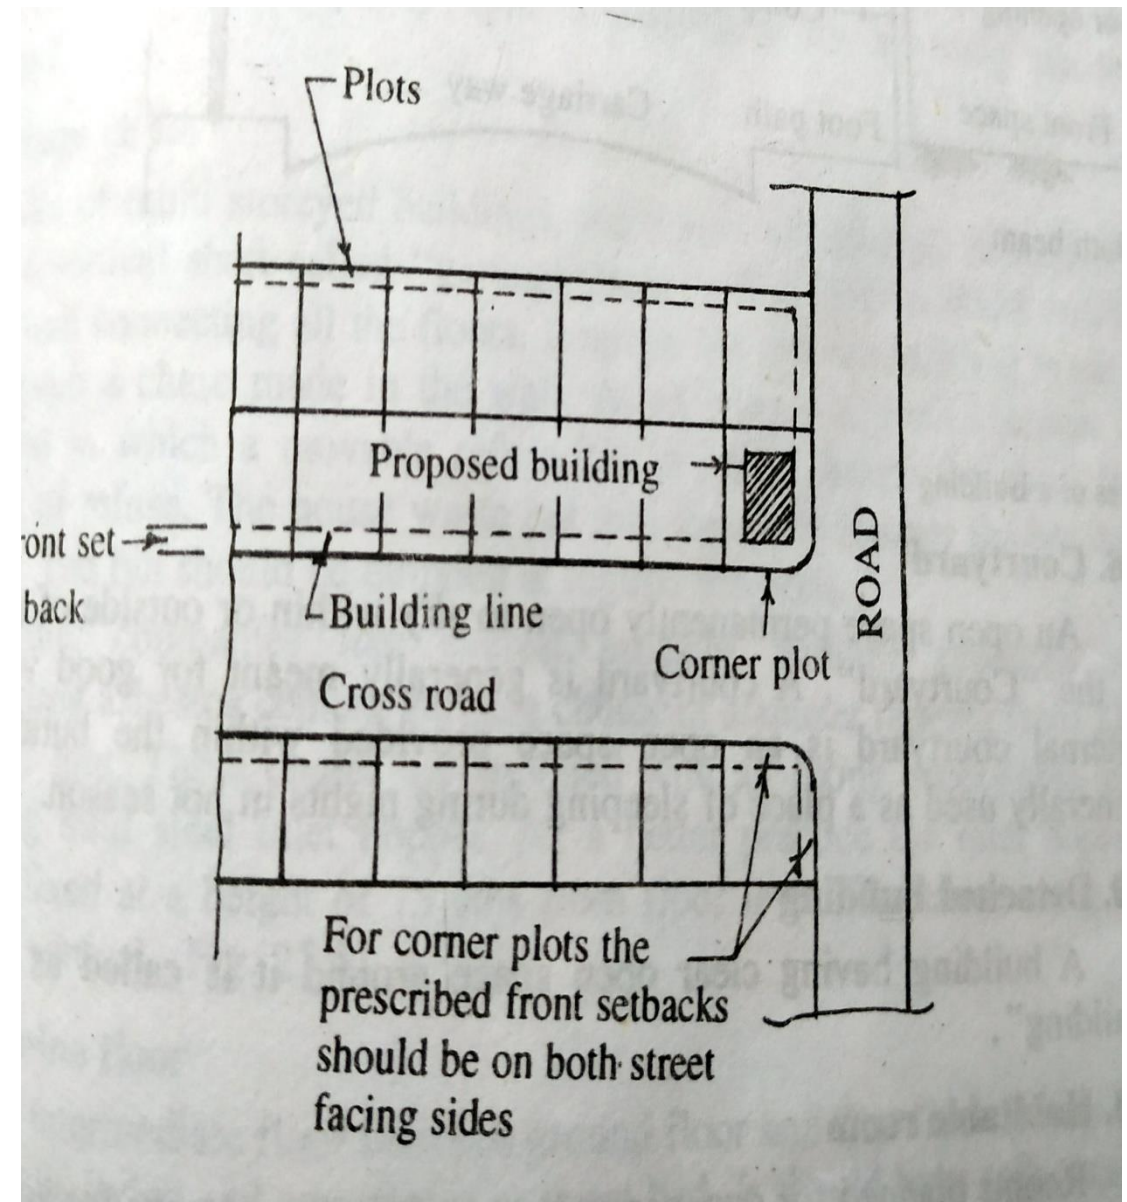 Plots
Proposed building
ont set
back
Building line
Corner plot
ROAD
Cross road
For corner plots the
prescribed front setbacks
should be on both street
facing sides